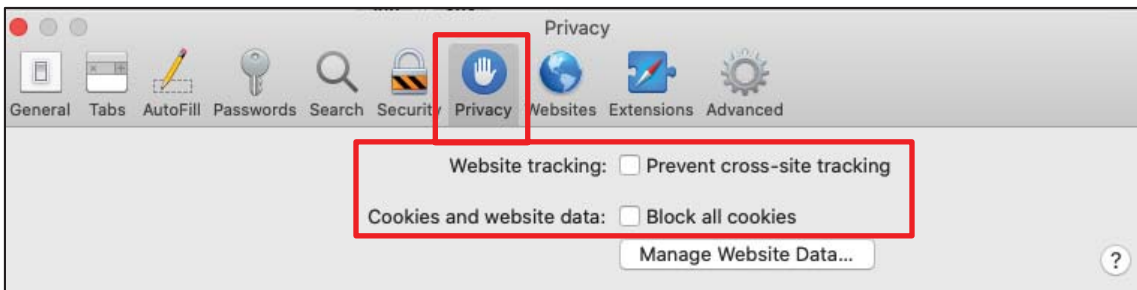 Privacy
General Tabs AutoFill Passwords Search Security Privacy Websites Extensions Advanced
Website tracking: Prevent cross-site tracking
Cookies and website data: Block all cookies
Manage Website Data...
?